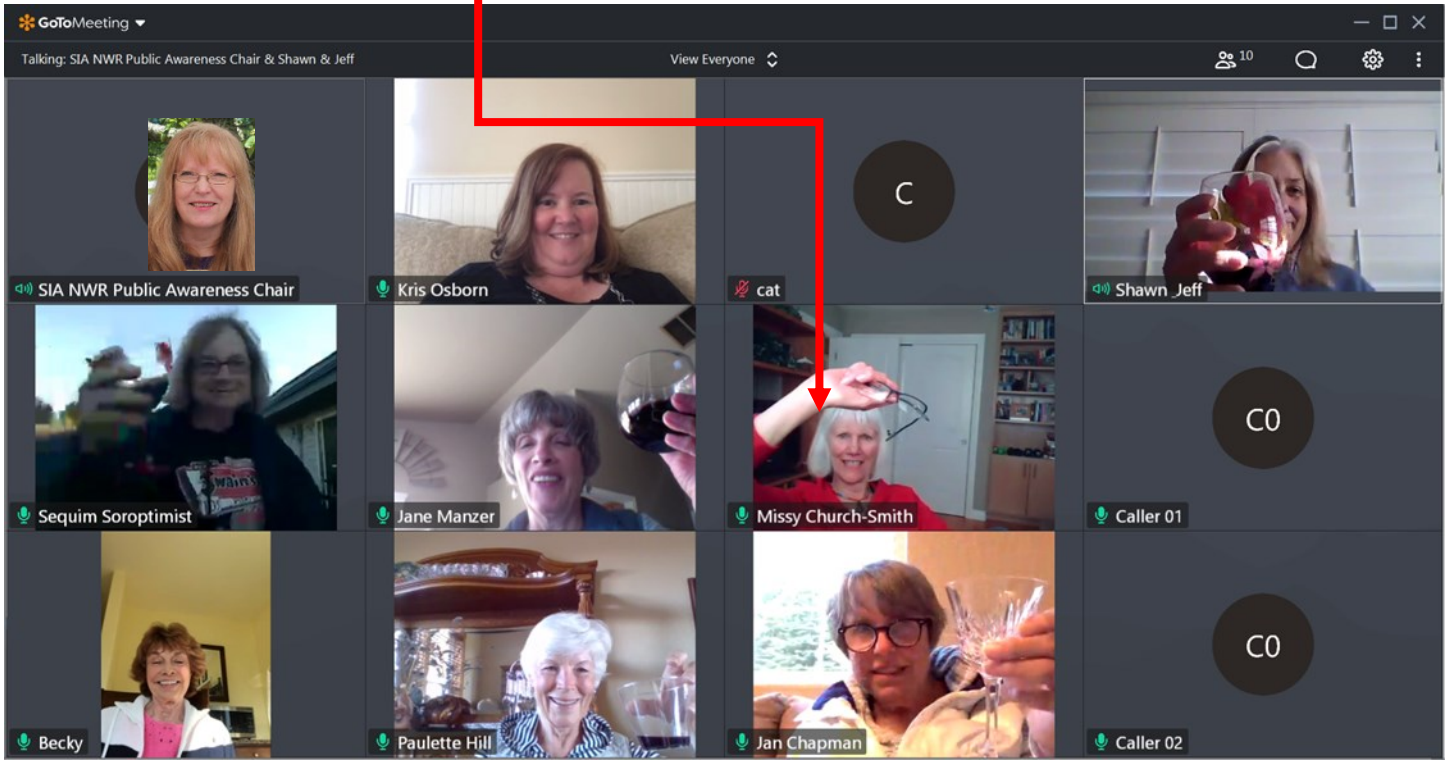 GoToMeeting
Talking: SIA NWR Public Awareness Chair & Shawn & Jeff
View Everyone
10
C
SIA NWR Public Awareness Chair
Kris Osborn
cat
Shawn_Jeff
wain's
C0
Sequim Soroptimist
Jane Manzer
Missy Church-Smith
Caller 01
C0
Becky
Paulette Hill
Jan Chapman
Caller 02